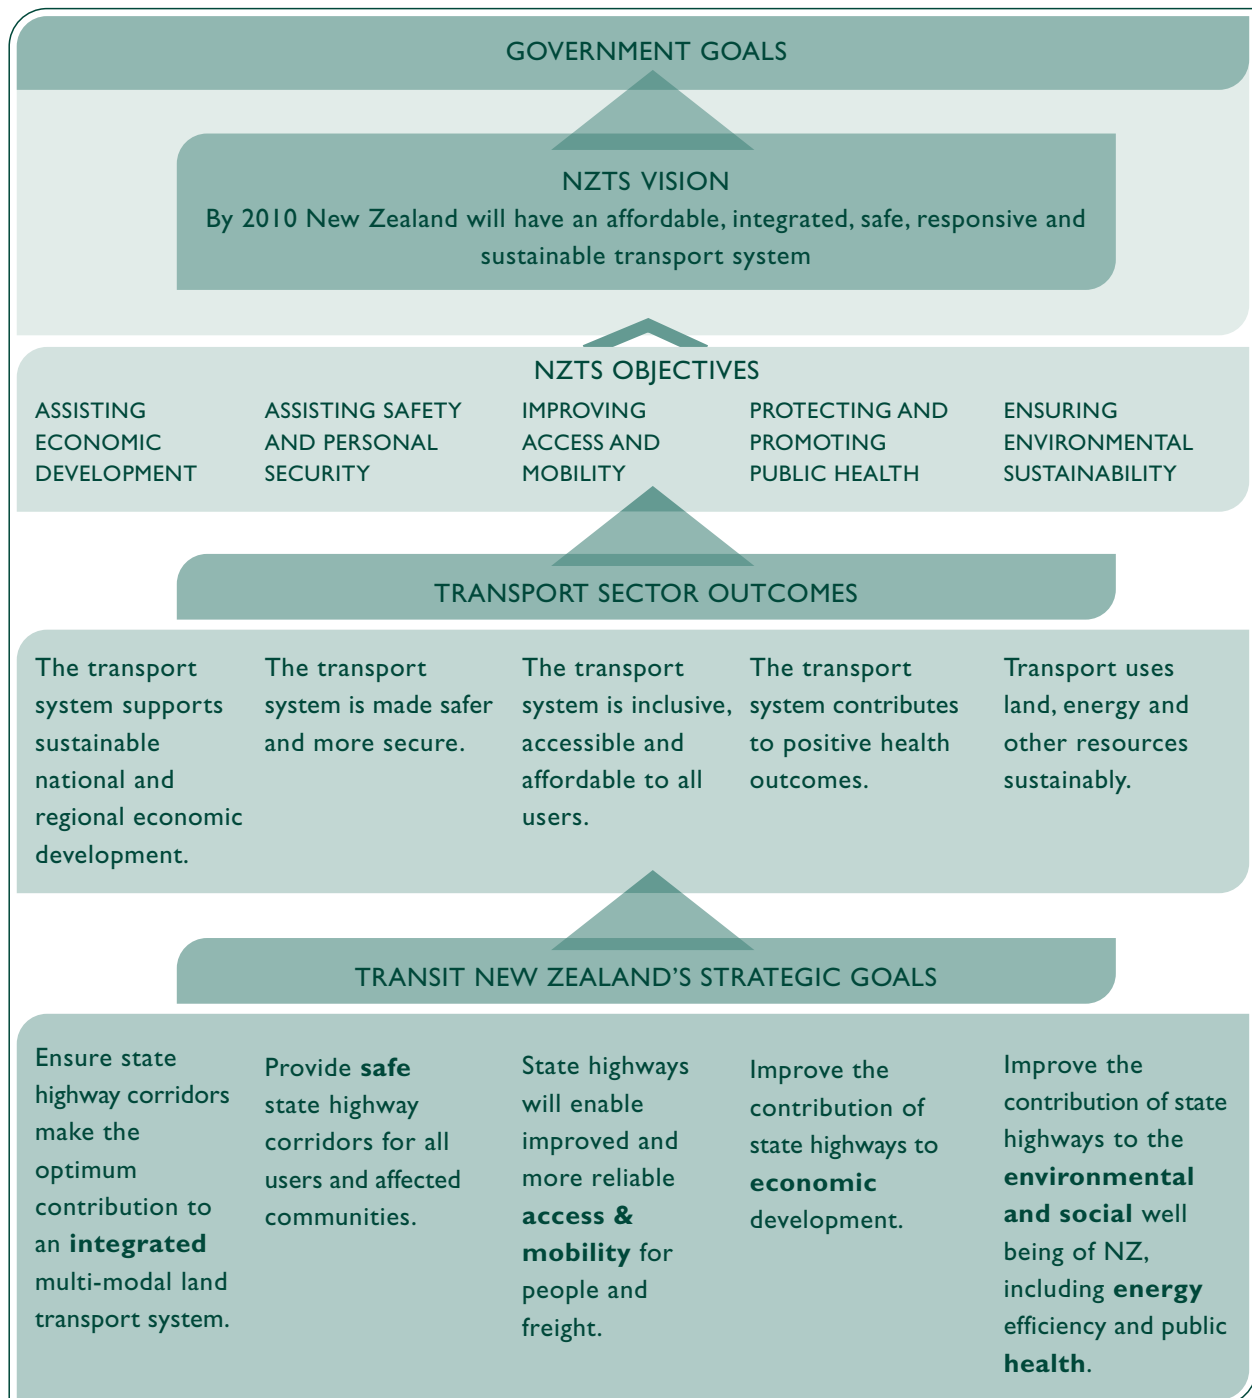 GOVERNMENT GOALS
NZTS VISION
By 2010 New Zealand will have an affordable, integrated, safe, responsive and
sustainable transport system
NZTS OBJECTIVES
ASSISTING
ECONOMIC
DEVELOPMENT
ASSISTING SAFETY
AND PERSONAL
SECURITY
IMPROVING
ACCESS AND
MOBILITY
PROTECTING AND
PROMOTING
PUBLIC HEALTH
ENSURING
ENVIRONMENTAL
SUSTAINABILITY
TRANSPORT SECTOR OUTCOMES
The transport
system supports
sustainable
national and
regional economic
development.
The transport
system is made safer
and more secure.
The transport
system is inclusive,
accessible and
affordable to all
users.
The transport
system contributes
to positive health
outcomes.
Transport uses
land, energy and
other resources
sustainably.
TRANSIT NEW ZEALAND'S STRATEGIC GOALS
Ensure state
highway corridors
make the
optimum
contribution to
an integrated
multi-modal land
transport system.
Provide safe
state highway
corridors for all
users and affected
communities.
State highways
will enable
improved and
more reliable
access &
mobility for
people and
freight.
Improve the
contribution of
state highways to
economic
development.
Improve the
contribution of state
highways to the
environmental
and social well
being of NZ,
including energy
efficiency and public
health.